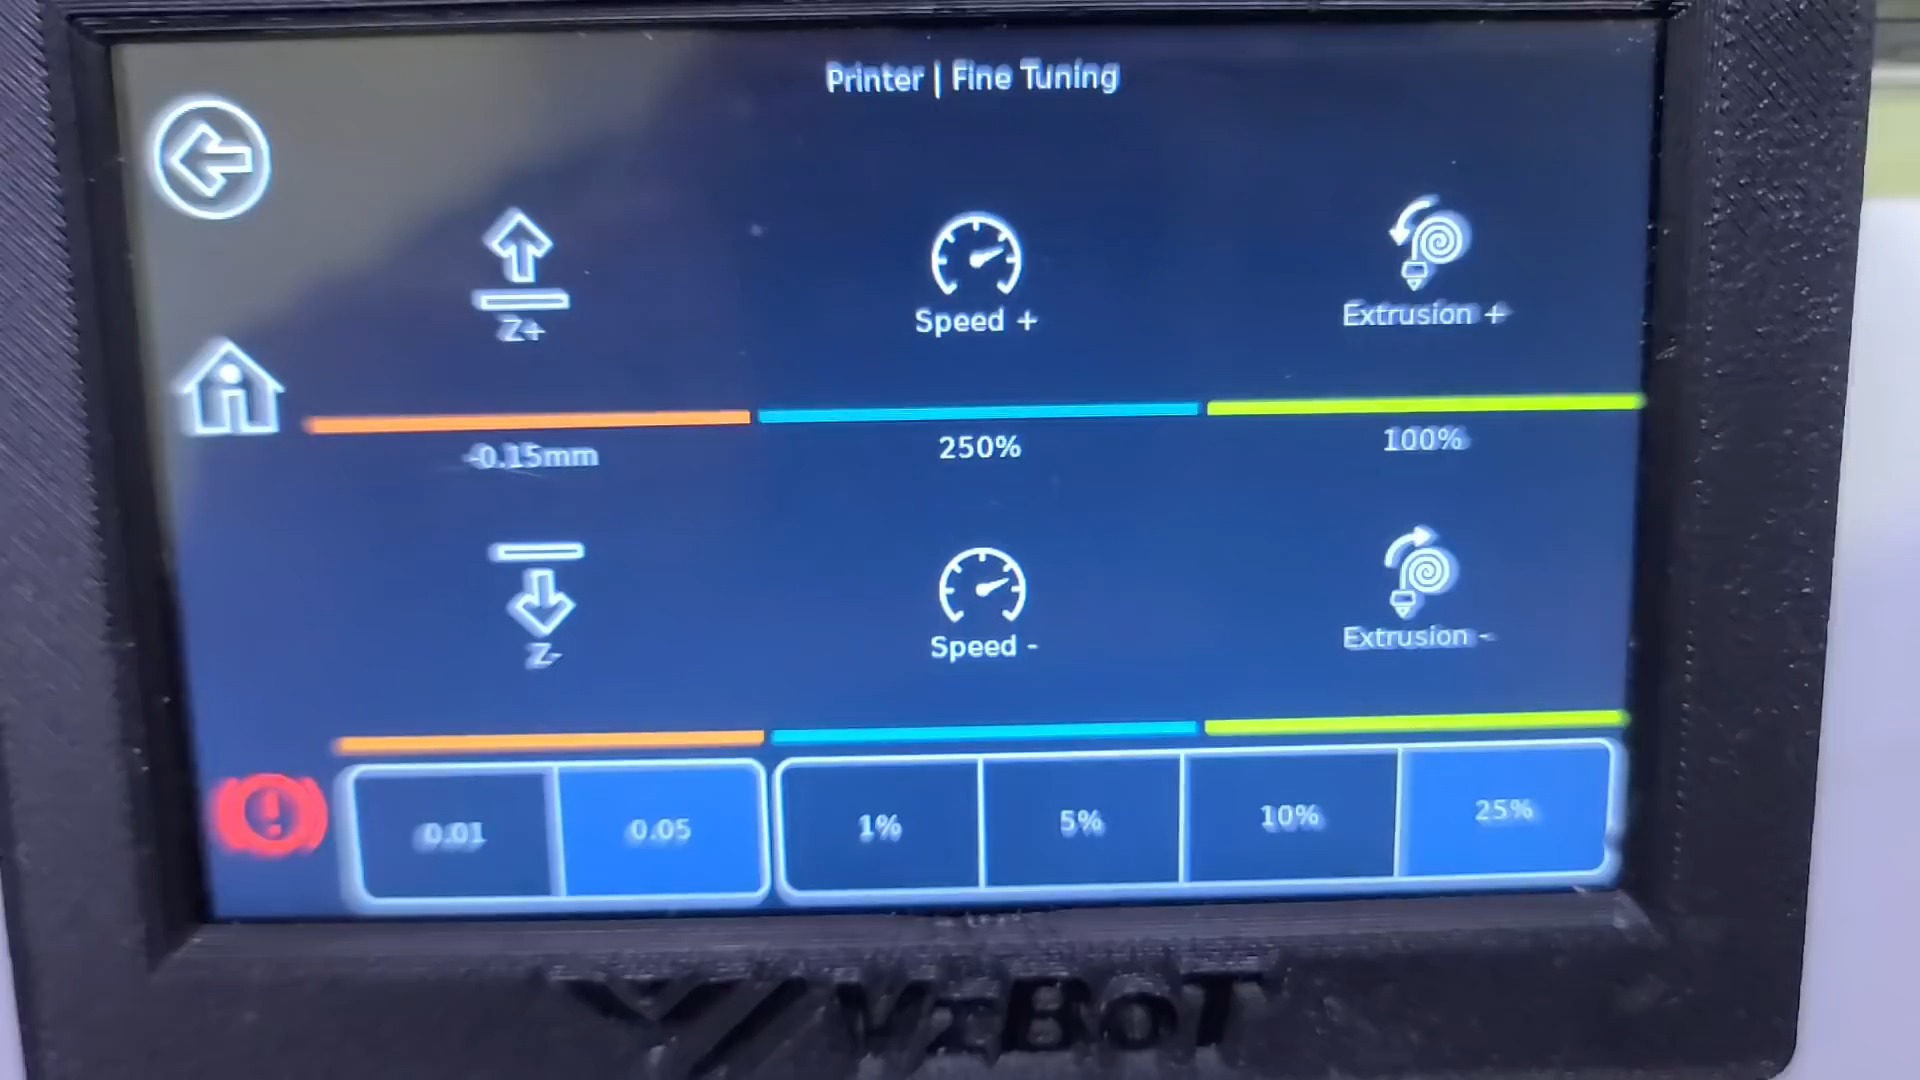 Printer | Fine Tuning
Z+
Speed +
Extrusion +
-0.15mm
250%
100%
Z-
Speed -
Extrusion -
0.01
0.05
1%
5%
10%
25%
VzBoT